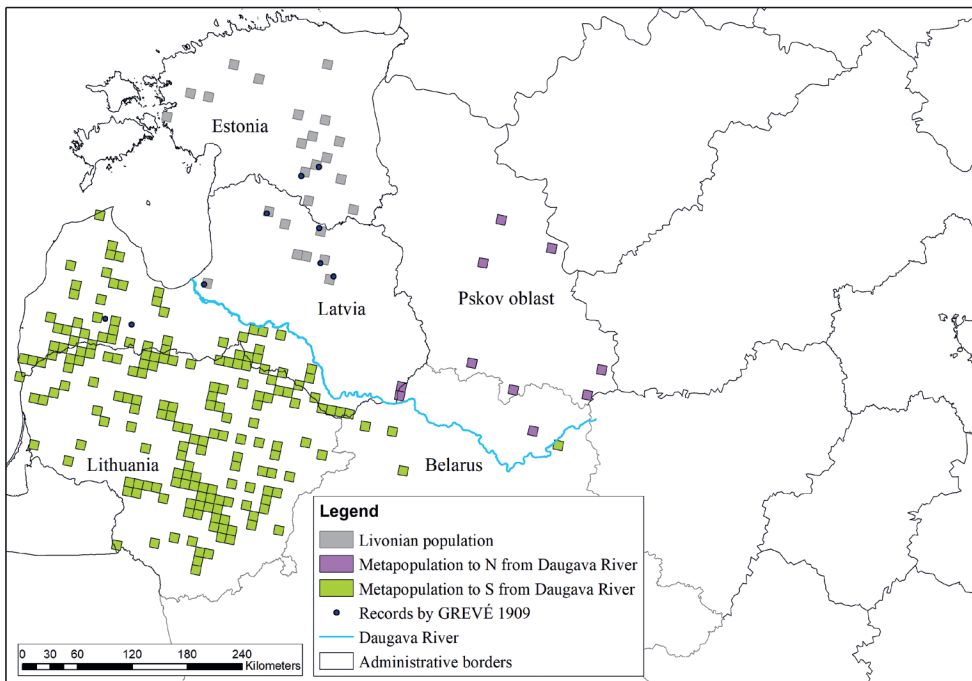 Estonia
Latvia
Pskov oblast
Lithuania
Belarus
Legend
Livonian population
Metapopulation to N from Daugava River
Metapopulation to S from Daugava River
Records by GREVÉ 1909
Daugava River
Administrative borders
0 30 60 120 180 240
Kilometers